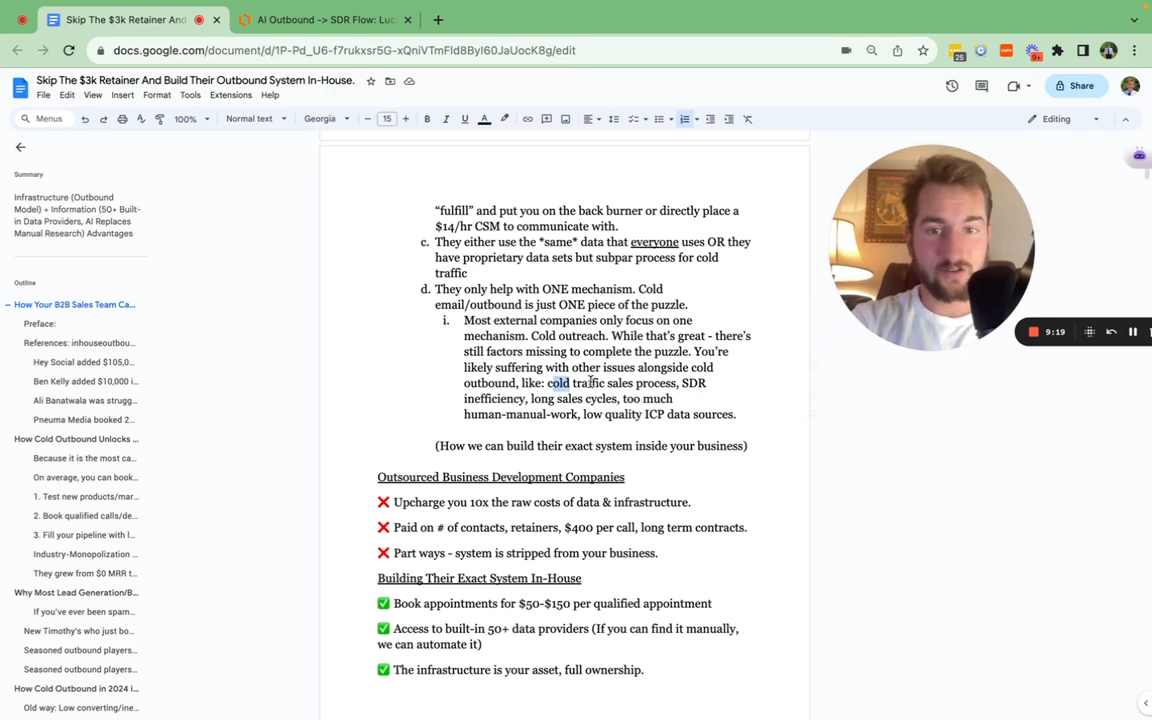 Skip The $3k Retainer And
AI Outbound -> SDR Flow: Luc
docs.google.com/document/d/1P-Pd_U6-f7rukxsr5G-xQniVTmFld8Byl60JaUocK8g/edit
25
9+
Skip The $3k Retainer And Build Their Outbound System In-House.
File Edit View Insert Format Tools Extensions Help
Share
Menus
100%
Normal text
Georgia
15
B I U A
Editing
Summary
Infrastructure (Outbound
Model) + Information (50+ Built-
in Data Providers, AI Replaces
Manual Research) Advantages
Outline
How Your B2B Sales Team Ca...
Preface:
References: inhouseoutbou...
Hey Social added $105,0...
Ben Kelly added $10,000 i...
Ali Banatwala was strugg...
Pneuma Media booked 2...
How Cold Outbound Unlocks ...
Because it is the most ca...
On average, you can book...
1. Test new products/mar...
2. Book qualified calls/de...
3. Fill your pipeline with l...
Industry-Monopolization ...
They grew from $0 MRR t...
Why Most Lead Generation/B...
If you've ever been spam...
New Timothy's who just bo...
Seasoned outbound players...
Seasoned outbound players...
How Cold Outbound in 2024 i...
Old way: Low converting/ine...
“fulfill” and put you on the back burner or directly place a
$14/hr CSM to communicate with.
c. They either use the *same* data that everyone uses OR they
have proprietary data sets but subpar process for cold
traffic
d. They only help with ONE mechanism. Cold
email/outbound is just ONE piece of the puzzle.
i. Most external companies only focus on one
mechanism. Cold outreach. While that’s great - there’s
still factors missing to complete the puzzle. You’re
likely suffering with other issues alongside cold
outbound, like: cold traffic sales process, SDR
inefficiency, long sales cycles, too much
human-manual-work, low quality ICP data sources.
(How we can build their exact system inside your business)
Outsourced Business Development Companies
❌ Upcharge you 10x the raw costs of data & infrastructure.
❌ Paid on # of contacts, retainers, $400 per call, long term contracts.
❌ Part ways - system is stripped from your business.
Building Their Exact System In-House
✅ Book appointments for $50-$150 per qualified appointment
✅ Access to built-in 50+ data providers (If you can find it manually,
we can automate it)
✅ The infrastructure is your asset, full ownership.
9:19